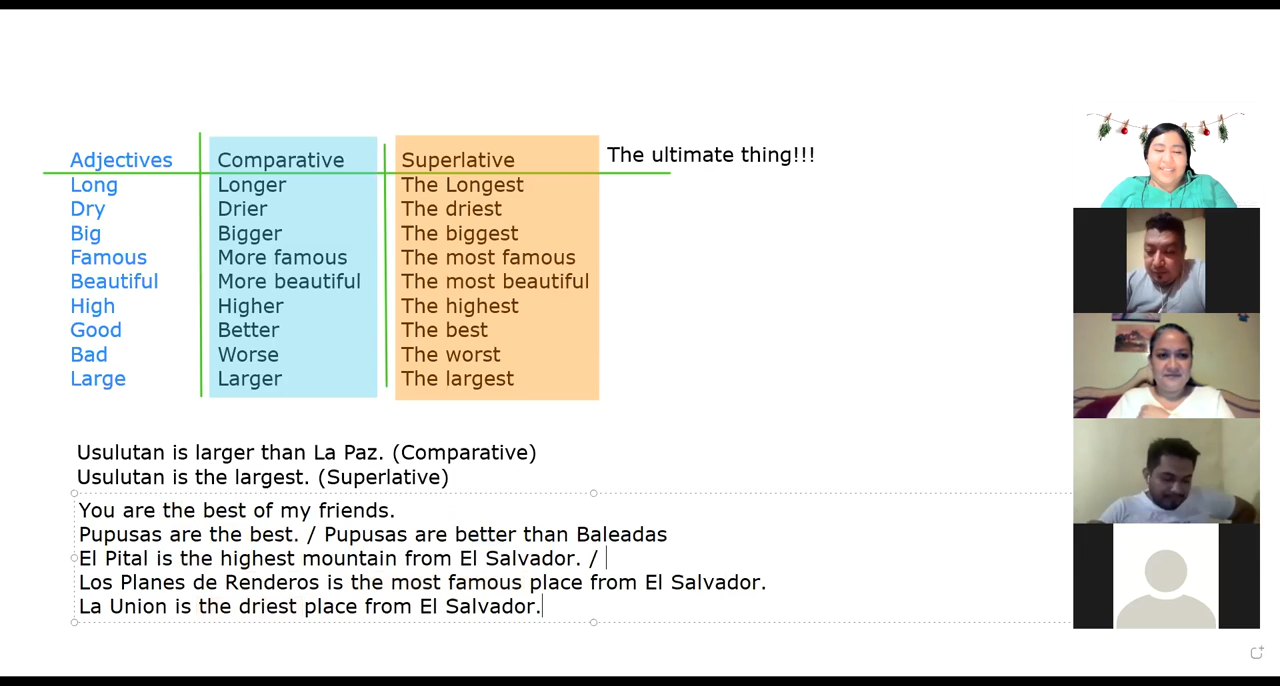 Adjectives Comparative Superlative The ultimate thing!!!
Long Longer The Longest
Dry Drier The driest
Big Bigger The biggest
Famous More famous The most famous
Beautiful More beautiful The most beautiful
High Higher The highest
Good Better The best
Bad Worse The worst
Large Larger The largest
Usulutan is larger than La Paz. (Comparative)
Usulutan is the largest. (Superlative)
You are the best of my friends.
Pupusas are the best. / Pupusas are better than Baleadas
El Pital is the highest mountain from El Salvador. /
Los Planes de Renderos is the most famous place from El Salvador.
La Union is the driest place from El Salvador.